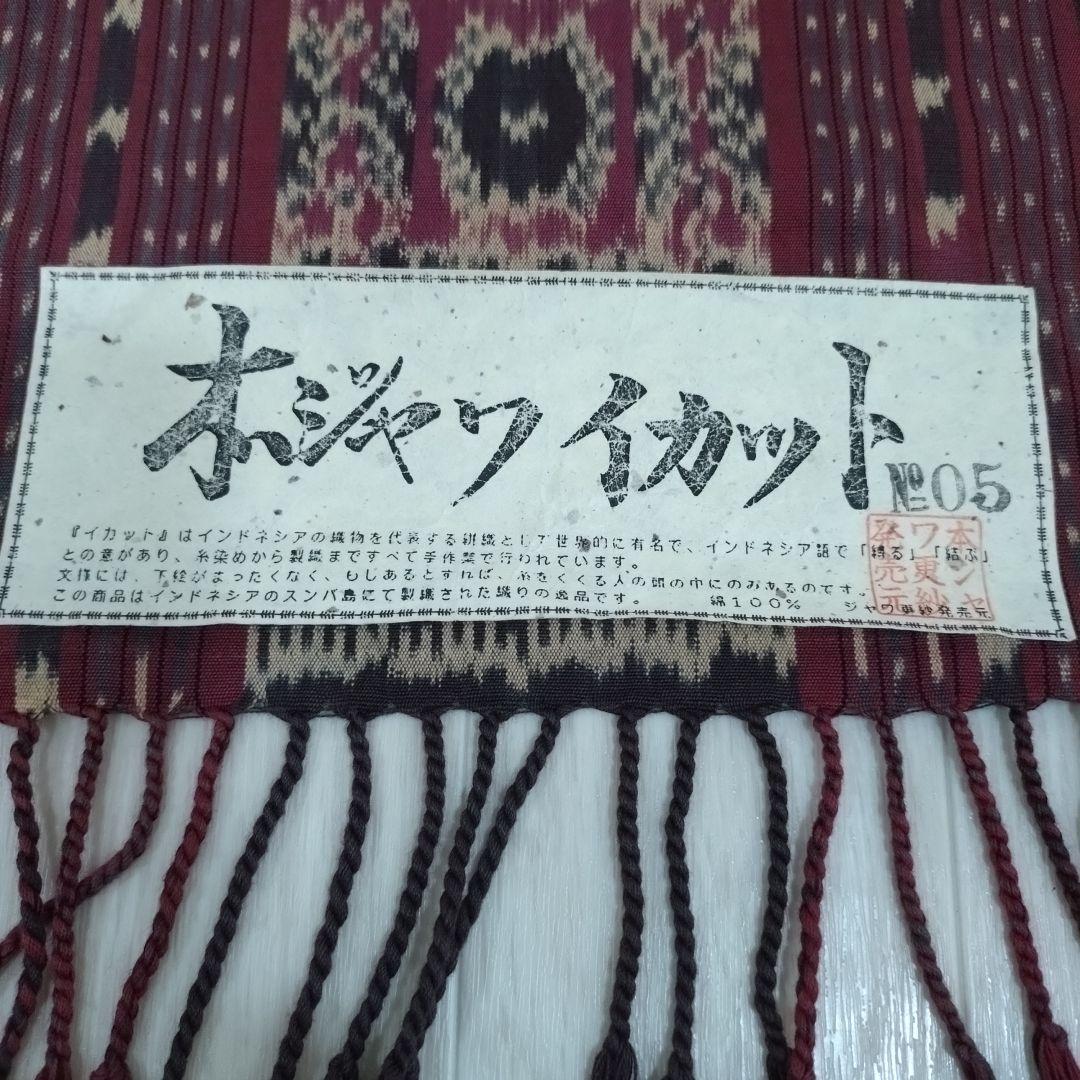 本ジャワイカット
№05
『イカット』はインドネシアの織物を代表する絣織として世界的に有名で、インドネシア語で「縛る」「結ぶ」
との意があり、糸染めから製織まですべて手作業で行われています。
文様には、下絵がまったくなく、もしあるとすれば、糸をくくる人の頭の中にのみあるのです。
この商品はインドネシアのスンバ島にて製織された織りの逸品です。 綿100% ジャワ更紗発売元
本ジャ
ワ更紗
発売元